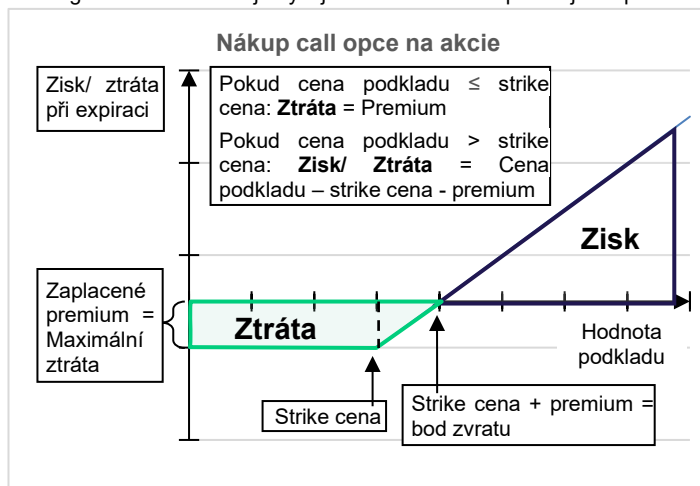 Nákup call opce na akcie
Zisk/ ztráta
při expiraci
Pokud cena podkladu ≤ strike
cena: Ztráta = Premium
Pokud cena podkladu > strike
cena: Zisk/ Ztráta = Cena
podkladu – strike cena - premium
Zisk
Zaplacené
premium =
Maximální
ztráta
Ztráta
Hodnota
podkladu
Strike cena
Strike cena + premium =
bod zvratu